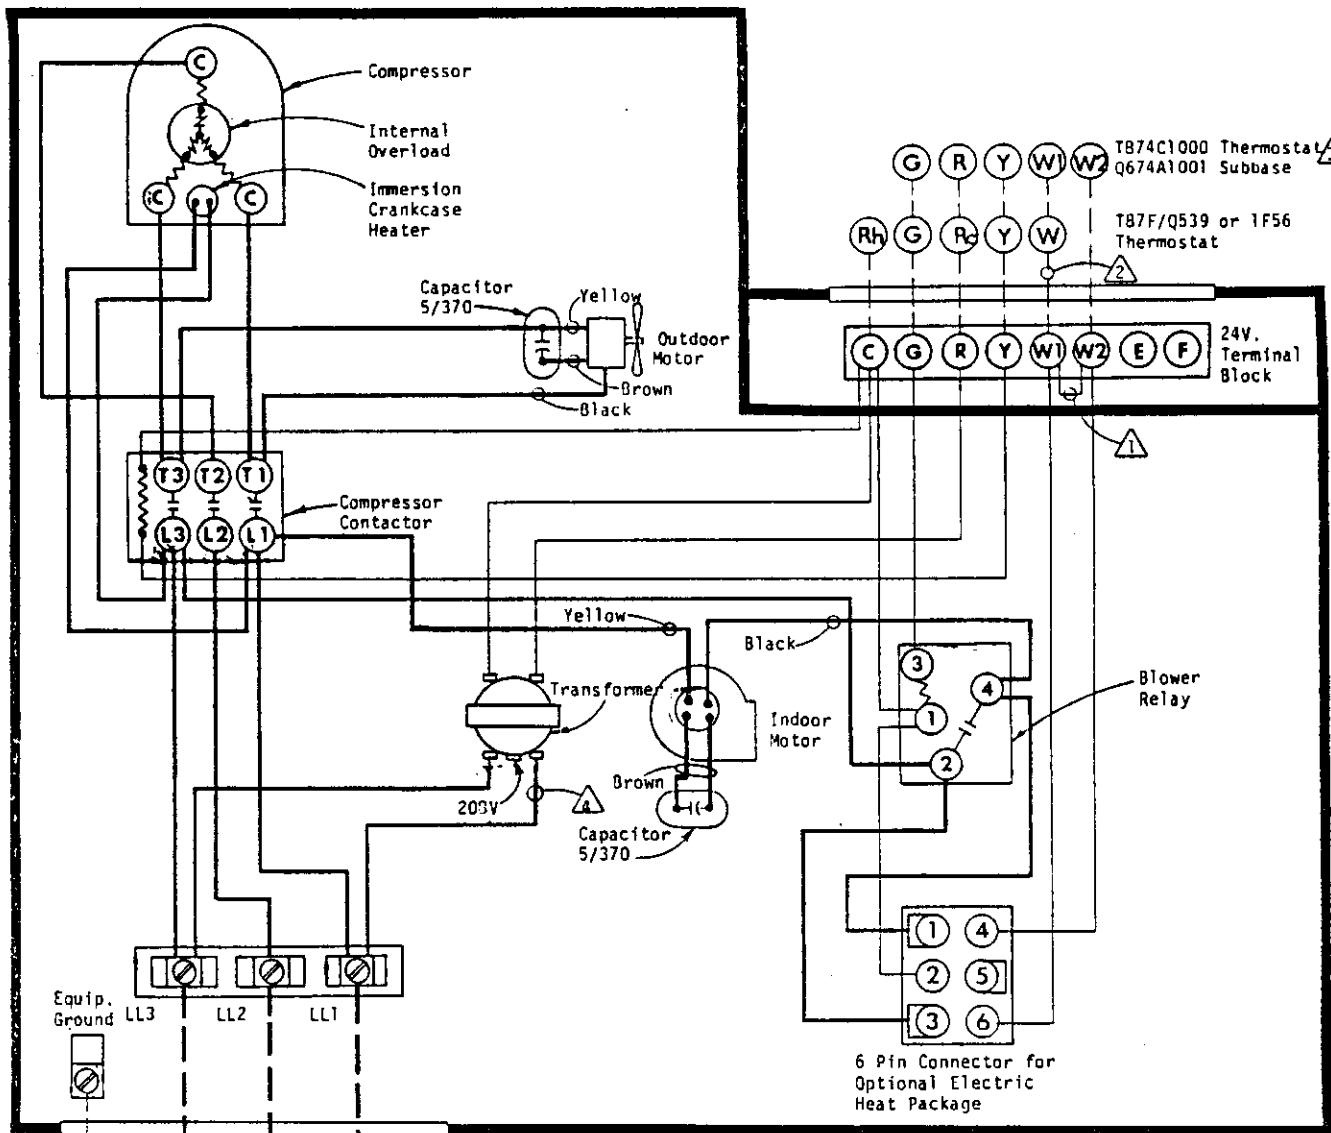 C
Compressor
Internal
Overload
C
C
Immersion
Crankcase
Heater
G R Y W1 W2
TB74C1000 Thermostat
Q674A1001 Subbase
Rh G Rc Y W
T87F/Q539 or 1F56
Thermostat
2
Capacitor
5/370
Yellow
Outdoor
Motor
Brown
Black
C G R Y W1 W2 E F
24V.
Terminal
Block
1
T3 T2 T1
Compressor
Contactor
L3 L2 L1
Yellow
Black
Transformer
Indoor
Motor
3
4
1
2
Blower
Relay
Brown
208V
4
Capacitor
5/370
1 4
2 5
3 6
6 Pin Connector for
Optional Electric
Heat Package
Equip.
Ground
LL3 LL2 LL1